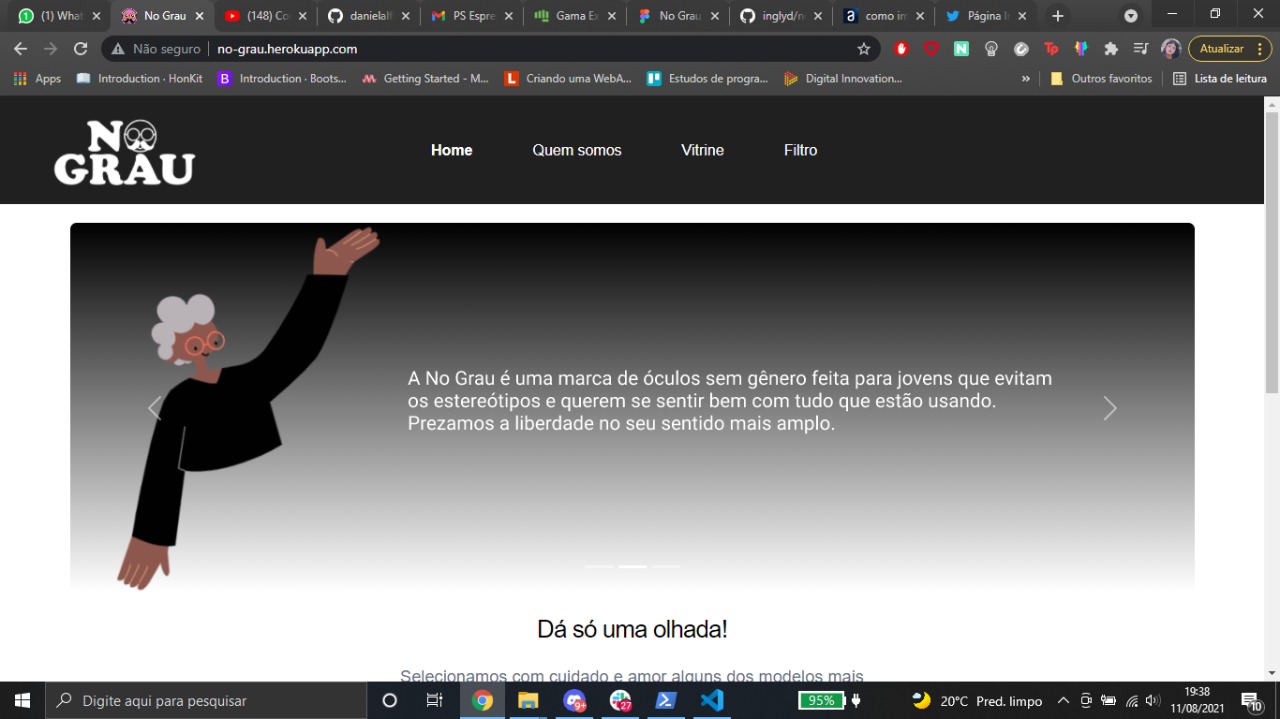 (1) What
No Grau
(148) Co
danielal
PS Espre
Gama Ex
No Grau
inglyd/n
como im
Página In
Não seguro
no-grau.herokuapp.com
Atualizar
Apps
Introduction · HonKit
Introduction · Boots...
Getting Started - M...
Criando uma WebA...
Estudos de progra...
Digital Innovation...
»
Outros favoritos
Lista de leitura
NO
GRAU
Home
Quem somos
Vitrine
Filtro
A No Grau é uma marca de óculos sem gênero feita para jovens que evitam
os estereótipos e querem se sentir bem com tudo que estão usando.
Prezamos a liberdade no seu sentido mais amplo.
Dá só uma olhada!
Selecionamos com cuidado e amor alguns dos modelos mais
Digite aqui para pesquisar
9+
27
95%
20°C Pred. limpo
19:38
11/08/2021
10